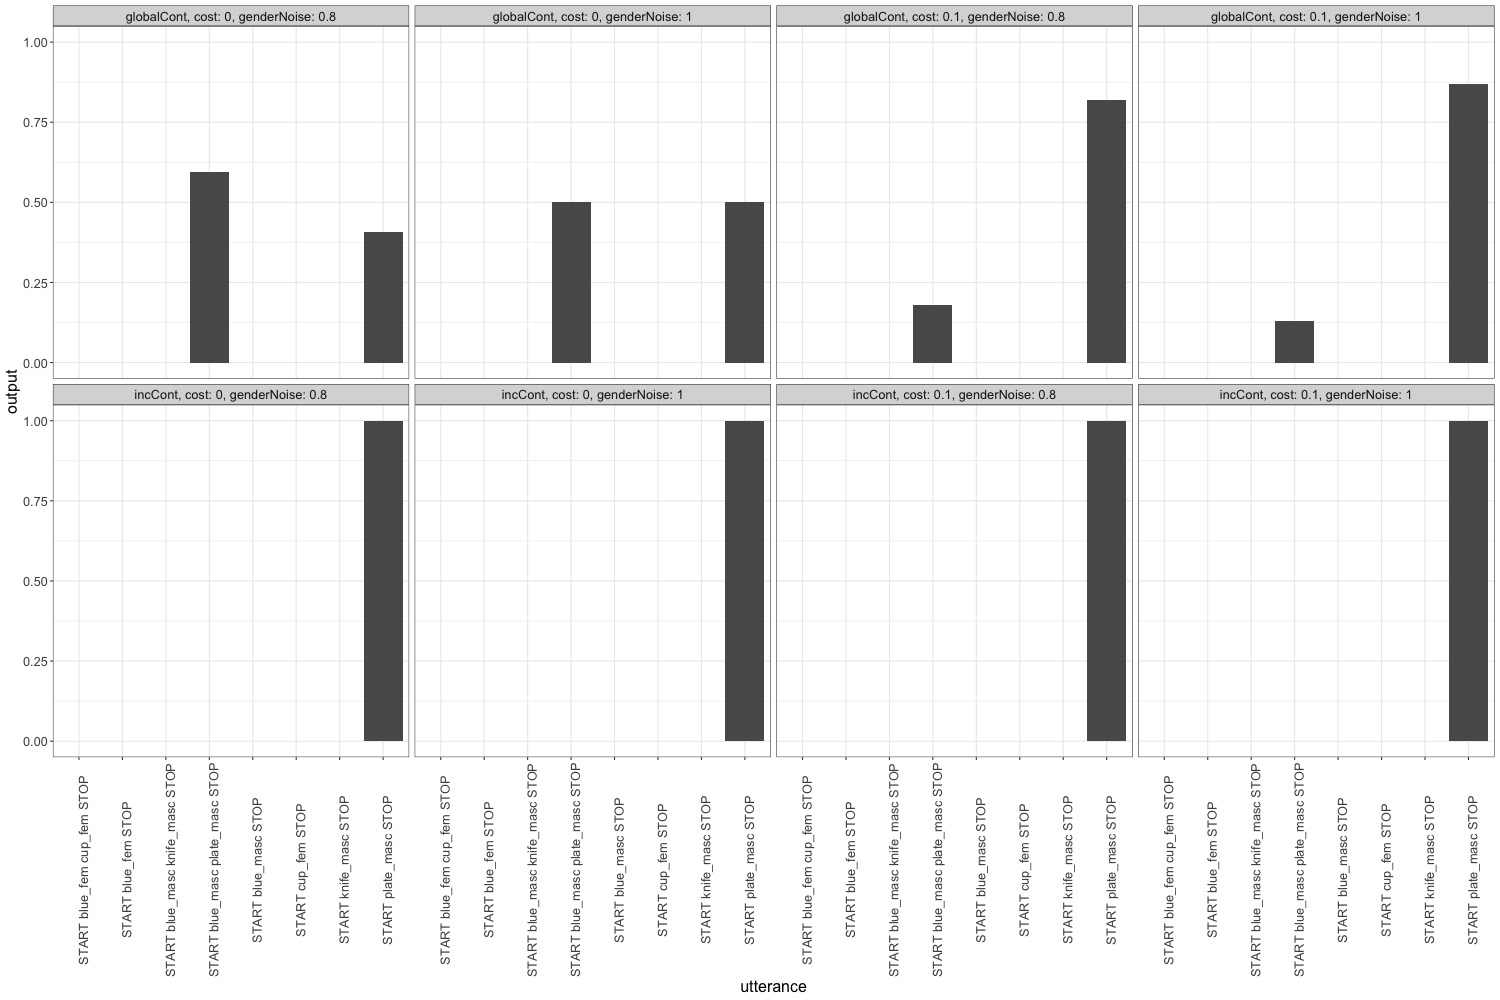 globalCont, cost: 0, genderNoise: 0.8
globalCont, cost: 0, genderNoise: 1
globalCont, cost: 0.1, genderNoise: 0.8
globalCont, cost: 0.1, genderNoise: 1
1.00
0.75
0.50
0.25
0.00
output
incCont, cost: 0, genderNoise: 0.8
incCont, cost: 0, genderNoise: 1
incCont, cost: 0.1, genderNoise: 0.8
incCont, cost: 0.1, genderNoise: 1
1.00
0.75
0.50
0.25
0.00
START blue_fem cup_fem STOP
START blue_fem STOP
START blue_masc knife_masc STOP
START blue_masc plate_masc STOP
START blue_masc STOP
START cup_fem STOP
START knife_masc STOP
START plate_masc STOP
START blue_fem cup_fem STOP
START blue_fem STOP
START blue_masc knife_masc STOP
START blue_masc plate_masc STOP
START blue_masc STOP
START cup_fem STOP
START knife_masc STOP
START plate_masc STOP
START blue_fem cup_fem STOP
START blue_fem STOP
START blue_masc knife_masc STOP
START blue_masc plate_masc STOP
START blue_masc STOP
START cup_fem STOP
START knife_masc STOP
START plate_masc STOP
START blue_fem cup_fem STOP
START blue_fem STOP
START blue_masc knife_masc STOP
START blue_masc plate_masc STOP
START blue_masc STOP
START cup_fem STOP
START knife_masc STOP
START plate_masc STOP
utterance